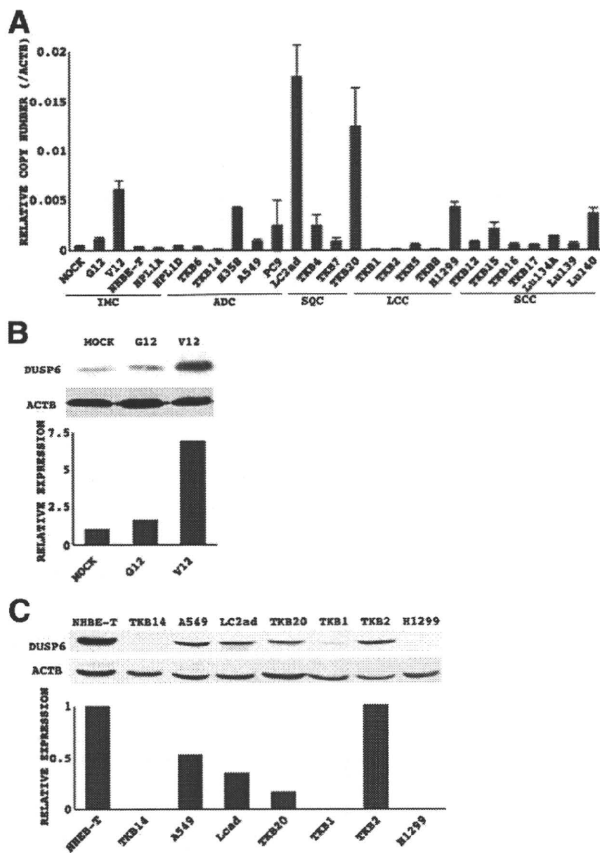 A
RELATIVE COPY NUMBER (/ACTB)
0.02
0.015
0.01
0.005
0
MOCK G12 V12 NHBE-T HPL1A HPL1D TKB6 TKB14 H358 A549 PC9 LC2ad TKB4 TKB7 TKB20 TKB1 TKB2 TKB5 TKB8 H1299 TKB12 TKB15 TKB16 TKB17 Lu134A Lu139 Lu140
IMC ADC SQC LCC SCC
B
MOCK G12 V12
DUSP6
ACTB
RELATIVE EXPRESSION
7.5
5
2.5
0
MOCK G12 V12
C
NHBE-T TKB14 A549 LC2ad TKB20 TKB1 TKB2 H1299
DUSP6
ACTB
RELATIVE EXPRESSION
1
0.5
0
NHEB-T TKB14 A549 Lcad TKB20 TKB1 TKB2 H1299